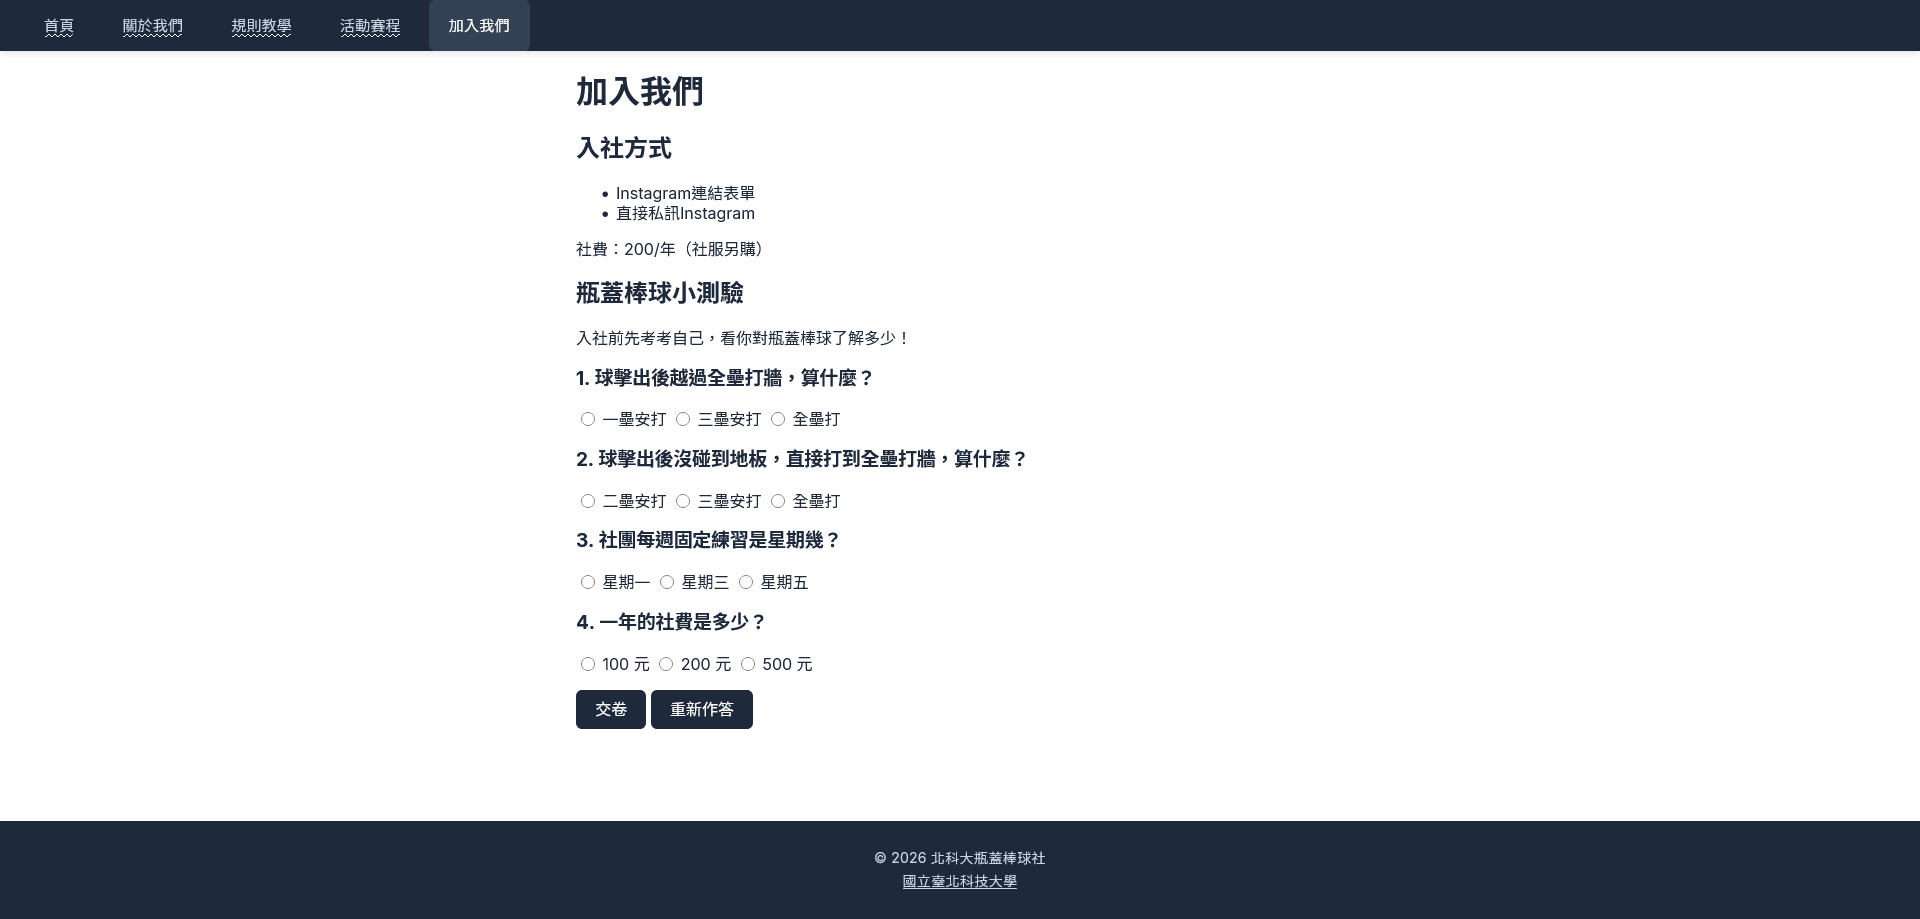 首頁 關於我們 規則教學 活動賽程 加入我們
加入我們
入社方式
• Instagram連結表單
• 直接私訊Instagram
社費：200/年（社服另購）
瓶蓋棒球小測驗
入社前先考考自己，看你對瓶蓋棒球了解多少！
1. 球擊出後越過全壘打牆，算什麼？
一壘安打 三壘安打 全壘打
2. 球擊出後沒碰到地板，直接打到全壘打牆，算什麼？
二壘安打 三壘安打 全壘打
3. 社團每週固定練習是星期幾？
星期一 星期三 星期五
4. 一年的社費是多少？
100 元 200 元 500 元
交卷 重新作答
© 2026 北科大瓶蓋棒球社
國立臺北科技大學